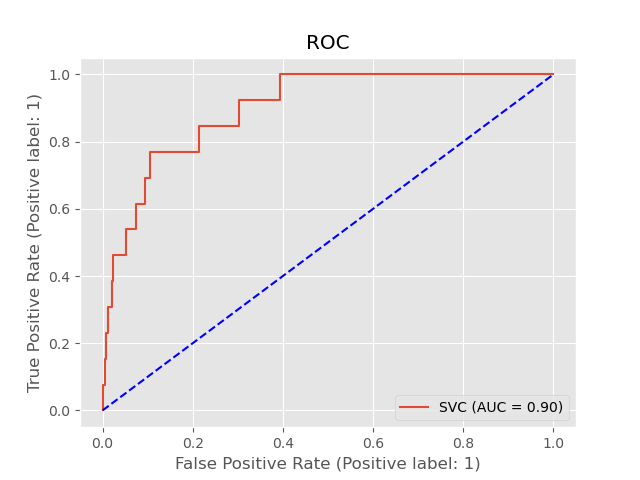 ROC
True Positive Rate (Positive label: 1)
1.0
0.8
0.6
0.4
0.2
0.0
SVC (AUC = 0.90)
0.0 0.2 0.4 0.6 0.8 1.0
False Positive Rate (Positive label: 1)